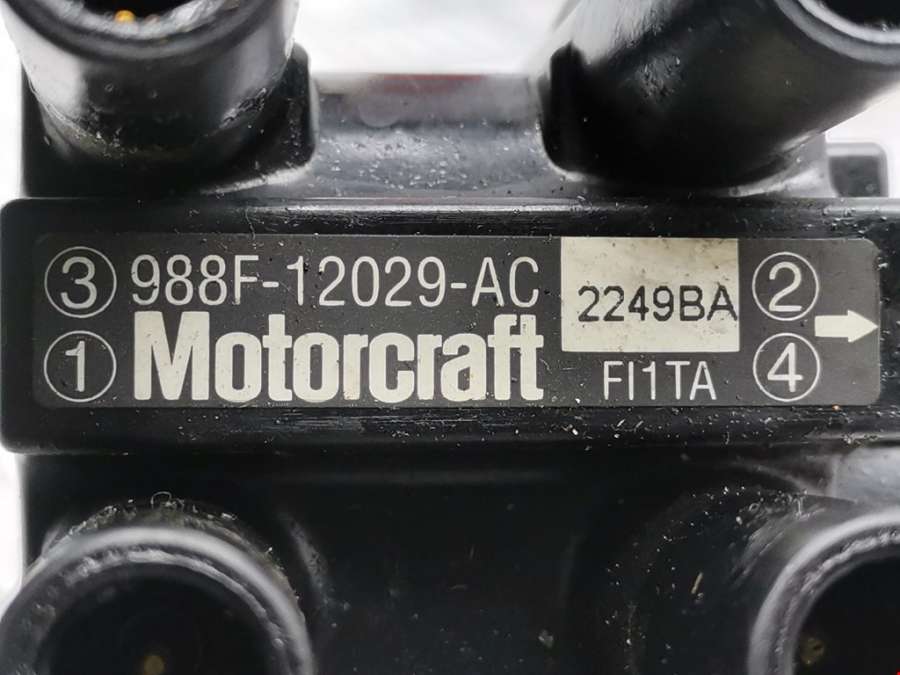 ③ 988F-12029-AC 2249BA ②
① Motorcraft FI1TA ④